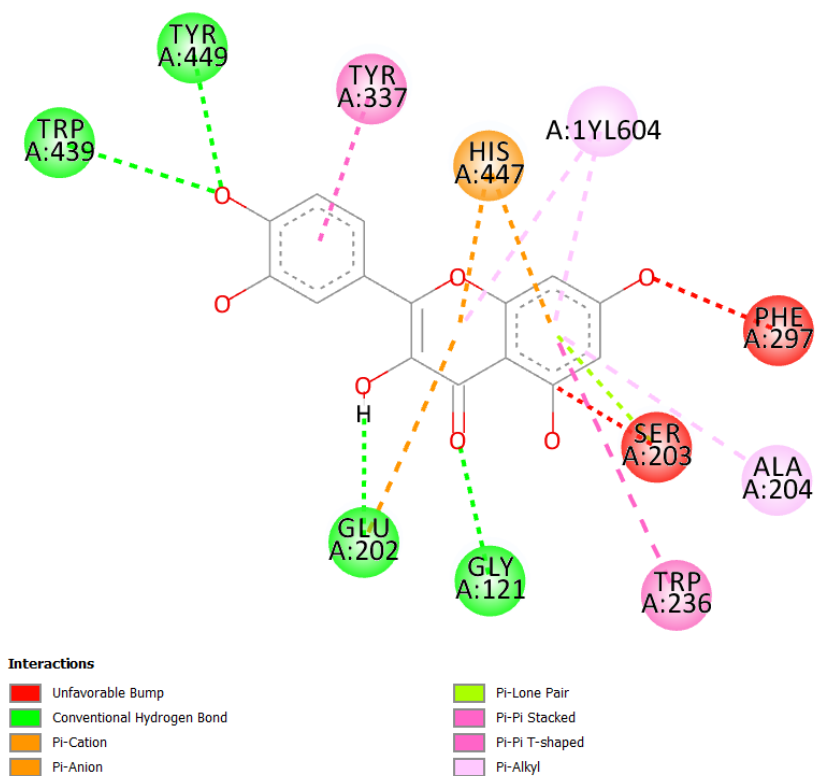 TYR
A:449
TYR
A:337
A:1YL604
TRP
A:439
HIS
A:447
O
O
O
O
PHE
A:297
O
H
O
O
SER
A:203
ALA
A:204
GLU
A:202
GLY
A:121
TRP
A:236
Interactions
Unfavorable Bump
Conventional Hydrogen Bond
Pi-Cation
Pi-Anion
Pi-Lone Pair
Pi-Pi Stacked
Pi-Pi T-shaped
Pi-Alkyl